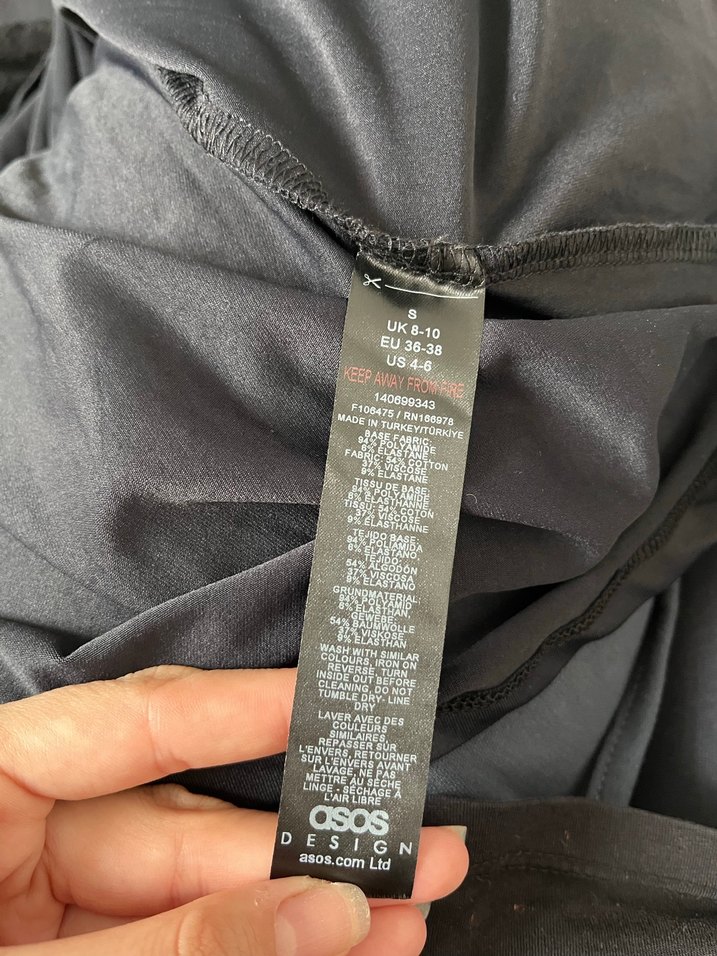 S
UK 8-10
EU 36-38
US 4-6
KEEP AWAY FROM FIRE
140699343
F106475 / RN166978
MADE IN TURKEY/TÜRKİYE
BASE FABRIC:
94% POLYAMIDE
6% ELASTANE,
FABRIC: 54% COTTON
37% VISCOSE
9% ELASTANE
TISSU DE BASE:
94% POLYAMIDE
6% ELASTHANNE
TISSU: 54% COTON
37% VISCOSE
9% ELASTHANNE
TEJIDO BASE:
94% POLIAMIDA
6% ELASTANO,
TEJIDO:
54% ALGODÓN
37% VISCOSA
9% ELASTANO
GRUNDMATERIAL:
94% POLYAMID
6% ELASTHAN,
GEWEBE:
54% BAUMWOLLE
37% VISKOSE
9% ELASTHAN
WASH WITH SIMILAR
COLOURS, IRON ON
REVERSE, TURN
INSIDE OUT BEFORE
CLEANING, DO NOT
TUMBLE DRY- LINE
DRY
LAVER AVEC DES
COULEURS
SIMILAIRES,
REPASSER SUR
L'ENVERS, RETOURNER
SUR L'ENVERS AVANT
LAVAGE, NE PAS
METTRE AU SÈCHE
LINGE - SÉCHAGE À
L'AIR LIBRE
asos
DESIGN
asos.com Ltd